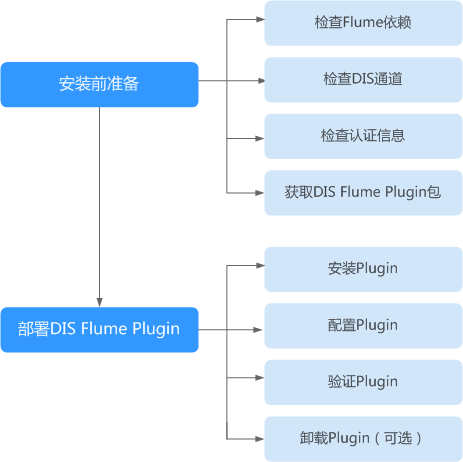 安装前准备
检查Flume依赖
检查DIS通道
检查认证信息
获取DIS Flume Plugin包
部署DIS Flume Plugin
安装Plugin
配置Plugin
验证Plugin
卸载Plugin（可选）